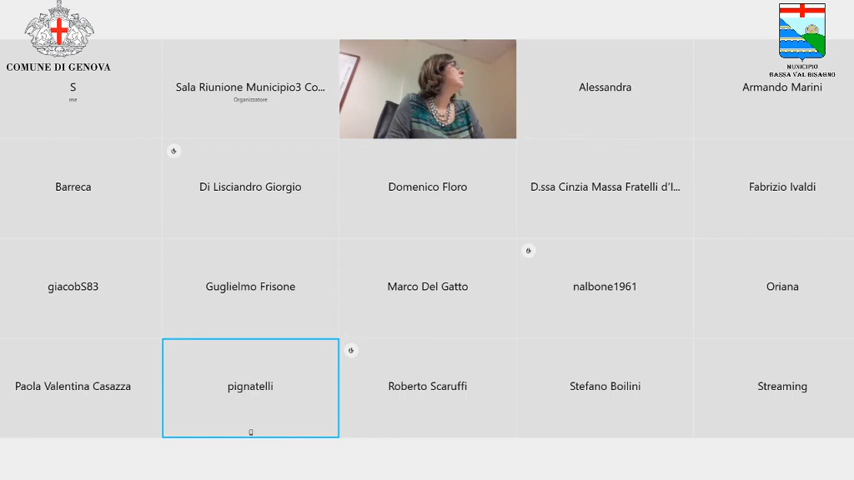 COMUNE DI GENOVA
MUNICIPIO
BASSA VAL BISAGNO
S
me
Sala Riunione Municipio3 Co...
Organizzatore
Alessandra
Armando Marini
Barreca
Di Lisciandro Giorgio
Domenico Floro
D.ssa Cinzia Massa Fratelli d'I...
Fabrizio Ivaldi
giacobS83
Guglielmo Frisone
Marco Del Gatto
nalbone1961
Oriana
Paola Valentina Casazza
pignatelli
Roberto Scaruffi
Stefano Boilini
Streaming